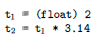 t₁ = (float) 2
t₂ = t₁ * 3.14